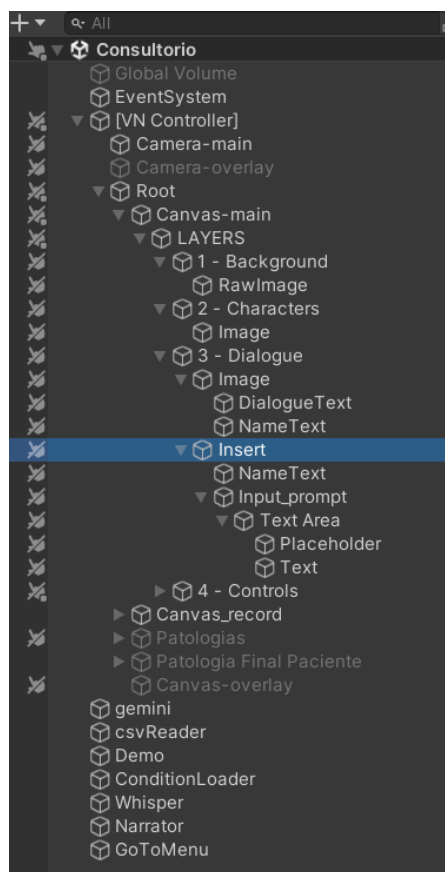 All
Consultorio
Global Volume
EventSystem
[VN Controller]
Camera-main
Camera-overlay
Root
Canvas-main
LAYERS
1 - Background
RawImage
2 - Characters
Image
3 - Dialogue
Image
DialogueText
NameText
Insert
NameText
Input_prompt
Text Area
Placeholder
Text
4 - Controls
Canvas_record
Patologias
Patologia Final Paciente
Canvas-overlay
gemini
csvReader
Demo
ConditionLoader
Whisper
Narrator
GoToMenu